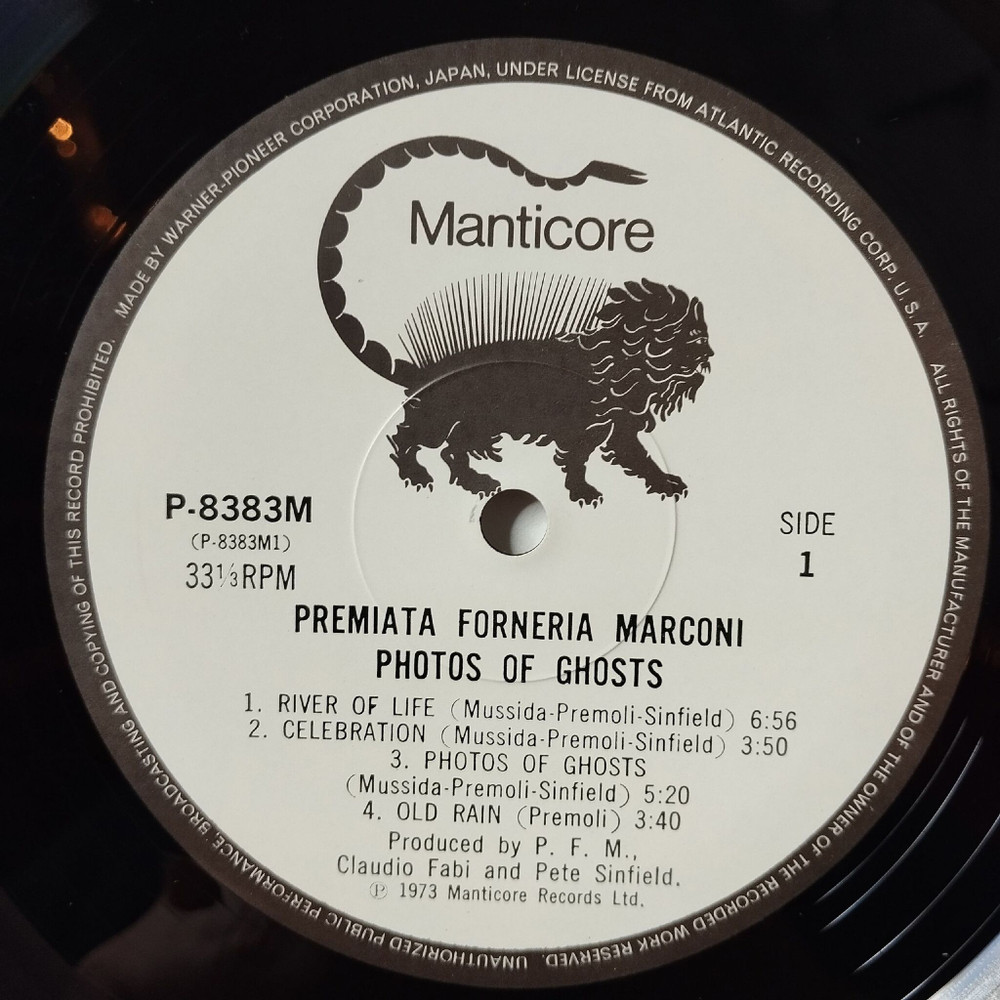 MADE BY WARNER-PIONEER CORPORATION, JAPAN, UNDER LICENSE FROM ATLANTIC RECORDING CORP. U.S.A.
ALL RIGHTS OF THE MANUFACTURER AND OF THE OWNER OF THE RECORDED WORK RESERVED. UNAUTHORIZED PUBLIC PERFORMANCE, BROADCASTING AND COPYING OF THIS RECORD PROHIBITED.
Manticore
P-8383M
(P-8383M1)
33⅓RPM
SIDE
1
PREMIATA FORNERIA MARCONI
PHOTOS OF GHOSTS
1. RIVER OF LIFE (Mussida-Premoli-Sinfield) 6:56
2. CELEBRATION (Mussida-Premoli-Sinfield) 3:50
3. PHOTOS OF GHOSTS
(Mussida-Premoli-Sinfield) 5:20
4. OLD RAIN (Premoli) 3:40
Produced by P. F. M.,
Claudio Fabi and Pete Sinfield.
℗ 1973 Manticore Records Ltd.